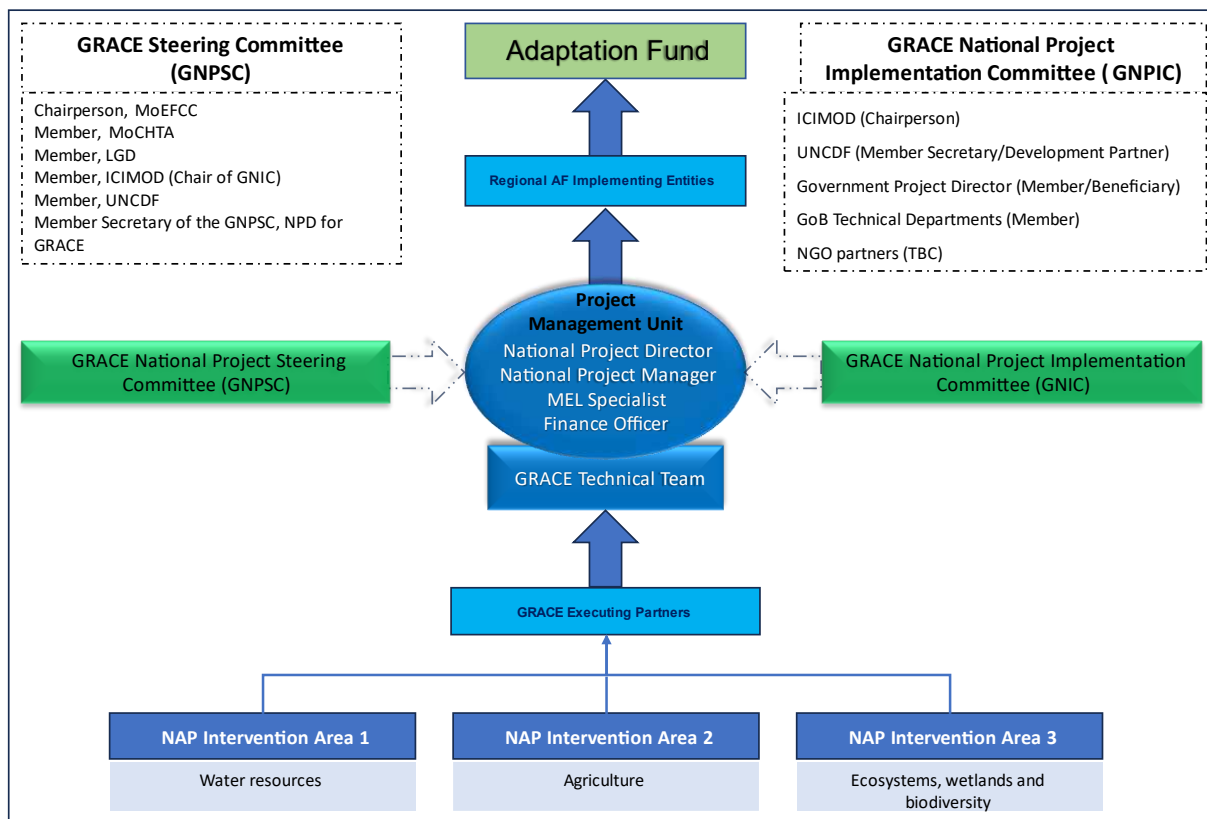 GRACE Steering Committee
(GNPSC)
Chairperson, MoEFCC
Member, MoCHTA
Member, LGD
Member, ICIMOD (Chair of GNIC)
Member, UNCDF
Member Secretary of the GNPSC, NPD for
GRACE
Adaptation Fund
GRACE National Project
Implementation Committee ( GNPIC)
ICIMOD (Chairperson)
UNCDF (Member Secretary/Development Partner)
Government Project Director (Member/Beneficiary)
GoB Technical Departments (Member)
NGO partners (TBC)
Regional AF Implementing Entities
Project
Management Unit
National Project Director
National Project Manager
MEL Specialist
Finance Officer
GRACE National Project Steering
Committee (GNPSC)
GRACE National Project Implementation
Committee (GNIC)
GRACE Technical Team
GRACE Executing Partners
NAP Intervention Area 1
Water resources
NAP Intervention Area 2
Agriculture
NAP Intervention Area 3
Ecosystems, wetlands and
biodiversity